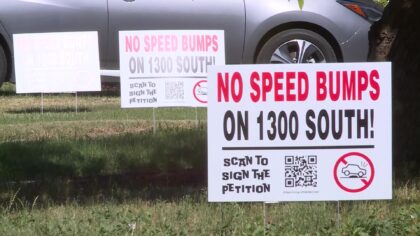 NO SPEED BUMPS
ON 1300 SOUTH!
SCAN TO
SIGN THE
PETITION
NO SPEED BUMPS
ON 1300 SOUTH!
SCAN TO
SIGN THE
PETITION